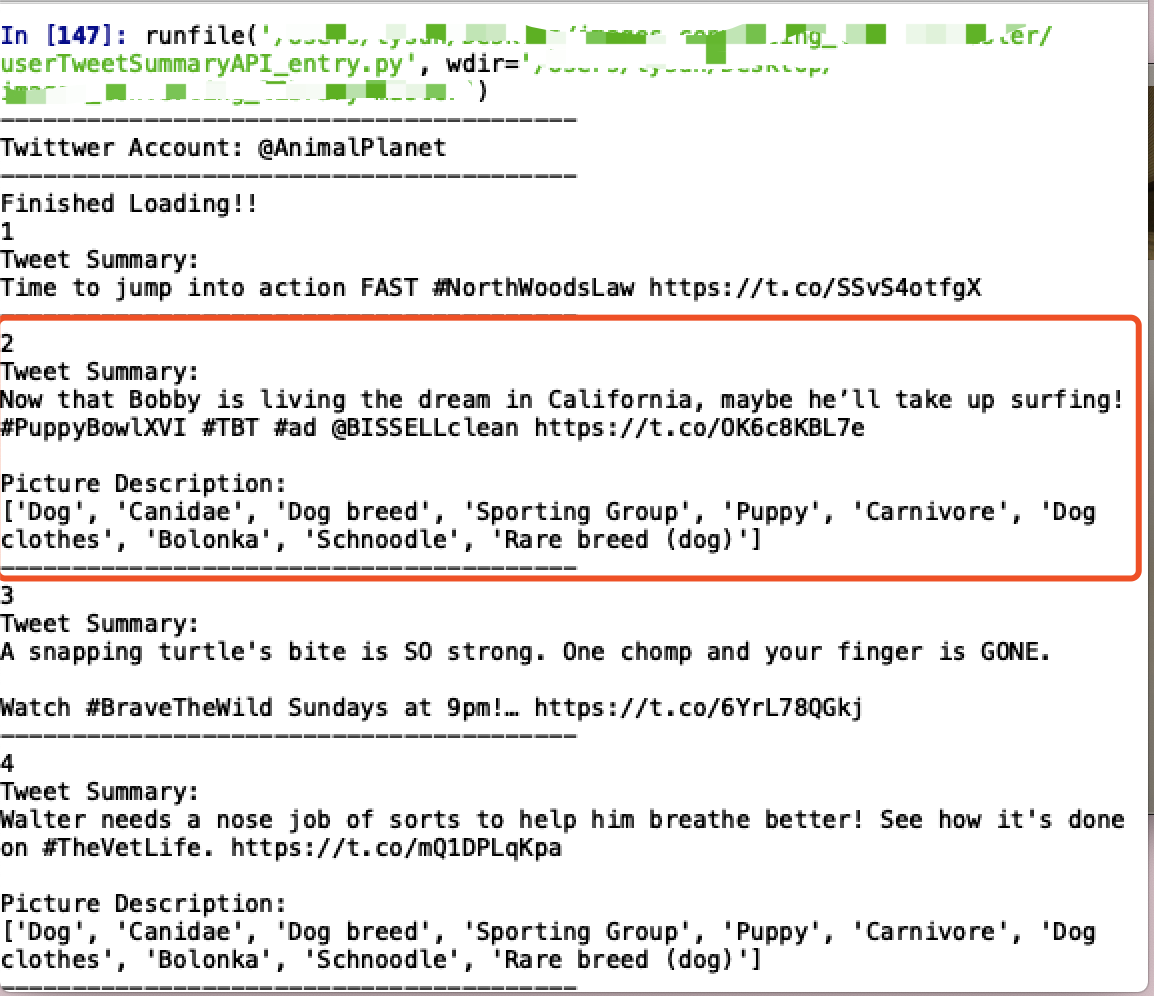 In [147]: runfile('/
userTweetSummaryAPI_entry.py', wdir='/
')
----------------------------------------
Twittwer Account: @AnimalPlanet
----------------------------------------
Finished Loading!!
1
Tweet Summary:
Time to jump into action FAST #NorthWoodsLaw https://t.co/SSvS4otfgX
----------------------------------------
2
Tweet Summary:
Now that Bobby is living the dream in California, maybe he’ll take up surfing!
#PuppyBowlXVI #TBT #ad @BISSELLclean https://t.co/OK6c8KBL7e
Picture Description:
['Dog', 'Canidae', 'Dog breed', 'Sporting Group', 'Puppy', 'Carnivore', 'Dog
clothes', 'Bolonka', 'Schnoodle', 'Rare breed (dog)']
----------------------------------------
3
Tweet Summary:
A snapping turtle's bite is SO strong. One chomp and your finger is GONE.
Watch #BraveTheWild Sundays at 9pm!… https://t.co/6YrL78QGkj
----------------------------------------
4
Tweet Summary:
Walter needs a nose job of sorts to help him breathe better! See how it's done
on #TheVetLife. https://t.co/mQ1DPLqKpa
Picture Description:
['Dog', 'Canidae', 'Dog breed', 'Sporting Group', 'Puppy', 'Carnivore', 'Dog
clothes', 'Bolonka', 'Schnoodle', 'Rare breed (dog)']
----------------------------------------